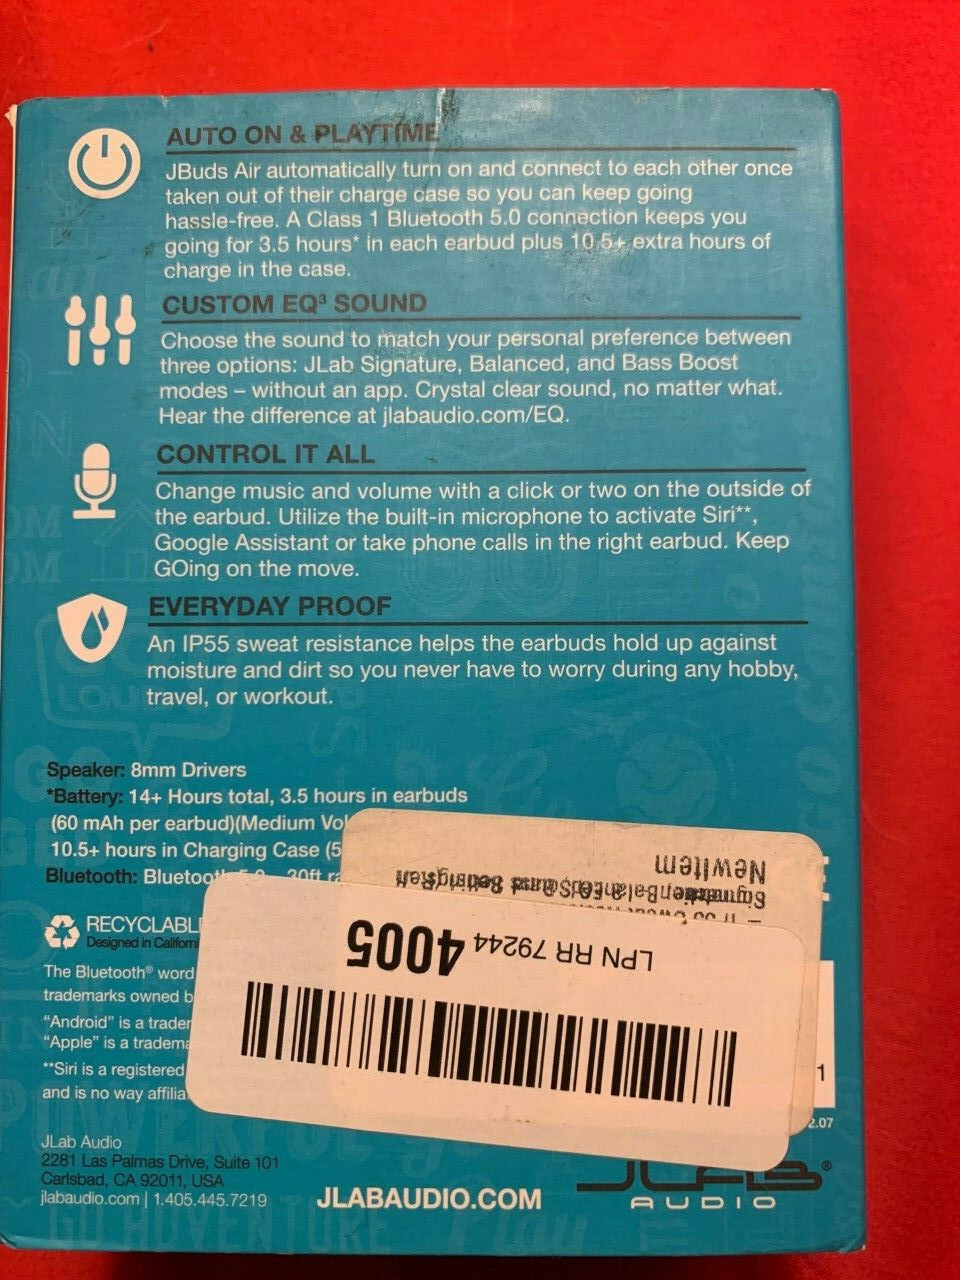 AUTO ON & PLAYTIME
JBuds Air automatically turn on and connect to each other once
taken out of their charge case so you can keep going
hassle-free. A Class 1 Bluetooth 5.0 connection keeps you
going for 3.5 hours* in each earbud plus 10.5+ extra hours of
charge in the case.
CUSTOM EQ³ SOUND
Choose the sound to match your personal preference between
three options: JLab Signature, Balanced, and Bass Boost
modes – without an app. Crystal clear sound, no matter what.
Hear the difference at jlabaudio.com/EQ.
CONTROL IT ALL
Change music and volume with a click or two on the outside of
the earbud. Utilize the built-in microphone to activate Siri**,
Google Assistant or take phone calls in the right earbud. Keep
GOing on the move.
EVERYDAY PROOF
An IP55 sweat resistance helps the earbuds hold up against
moisture and dirt so you never have to worry during any hobby,
travel, or workout.
Speaker: 8mm Drivers
*Battery: 14+ Hours total, 3.5 hours in earbuds
(60 mAh per earbud)(Medium Vol
10.5+ hours in Charging Case (5
Bluetooth: Bluetooth 5.0 30ft ra
NewItem
LPN RR 79244 4005
RECYCLABL
Designed in Californi
The Bluetooth® word
trademarks owned b
“Android” is a trader
“Apple” is a tradema
**Siri is a registered
and is no way affilia
1
2.07
JLab Audio
2281 Las Palmas Drive, Suite 101
Carlsbad, CA 92011, USA
jlabaudio.com | 1.405.445.7219
JLABAUDIO.COM
JLAB®
AUDIO